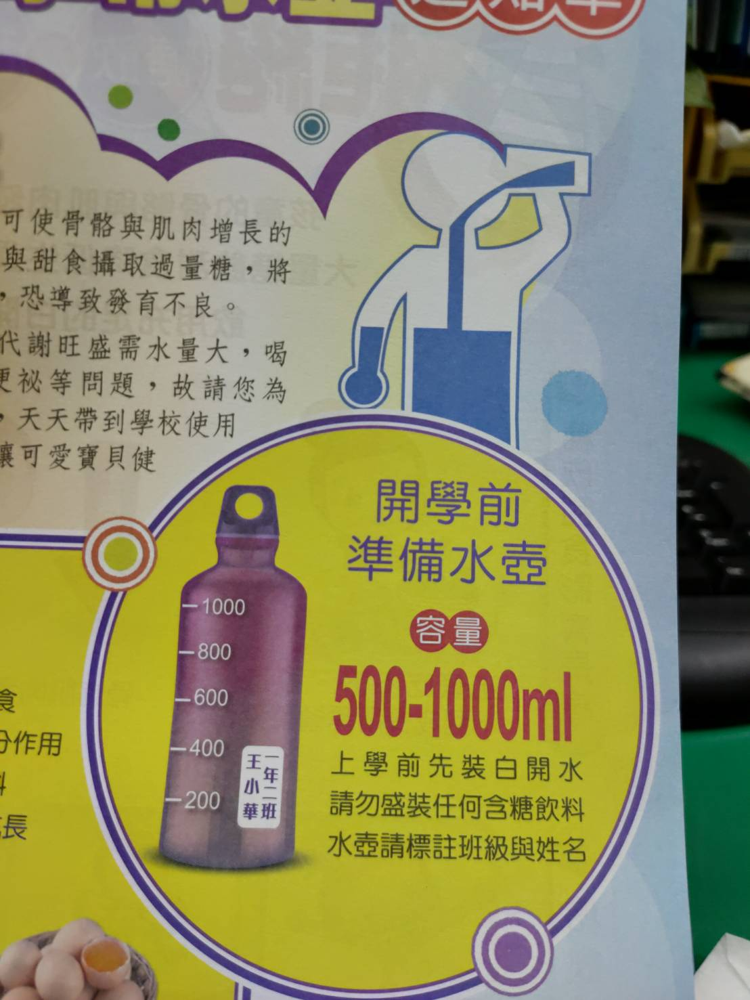 可使骨骼與肌肉增長的
與甜食攝取過量糖，將
，恐導致發育不良。
代謝旺盛需水量大，喝
便祕等問題，故請您為
，天天帶到學校使用
讓可愛寶貝健
開學前
準備水壺
容量
500-1000ml
上學前先裝白開水
請勿盛裝任何含糖飲料
水壺請標註班級與姓名
1000
800
600
400
200
一年二班
王小華
食
分作用
料
長